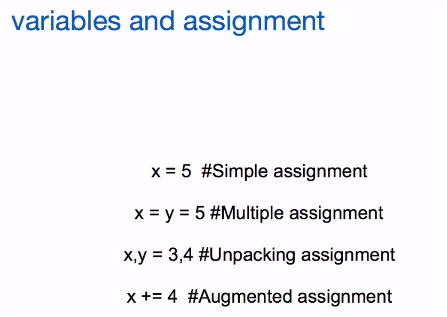 variables and assignment
x = 5  #Simple assignment
x = y = 5 #Multiple assignment
x,y = 3,4 #Unpacking assignment
x += 4  #Augmented assignment